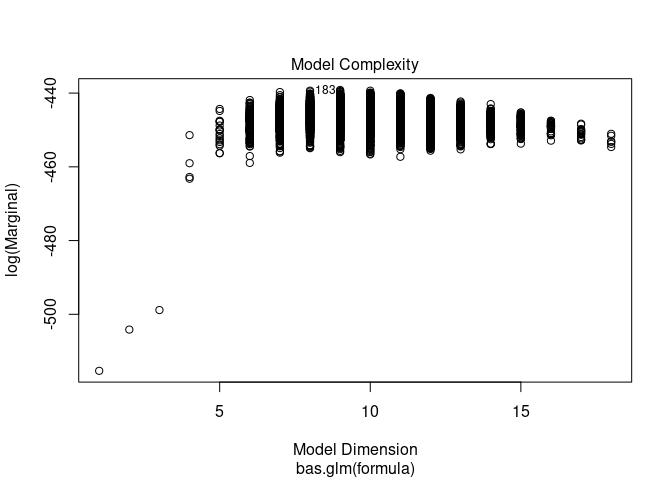 Model Complexity
log(Marginal)
-440
-460
-480
-500
183
5 10 15
Model Dimension
bas.glm(formula)